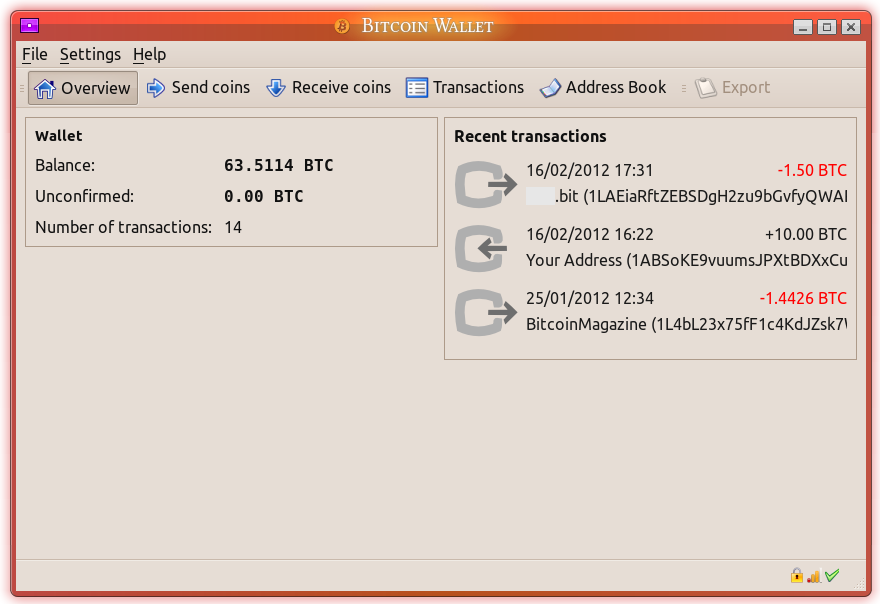 Bitcoin Wallet
File Settings Help
Overview Send coins Receive coins Transactions Address Book Export
Wallet
Balance: 63.5114 BTC
Unconfirmed: 0.00 BTC
Number of transactions: 14
Recent transactions
16/02/2012 17:31 -1.50 BTC
.bit (1LAEiaRftZEBSDgH2zu9bGvfyQWAI
16/02/2012 16:22 +10.00 BTC
Your Address (1ABSoKE9vuumsJPXtBDXxCu
25/01/2012 12:34 -1.4426 BTC
BitcoinMagazine (1L4bL23x75fF1c4KdJZsk7